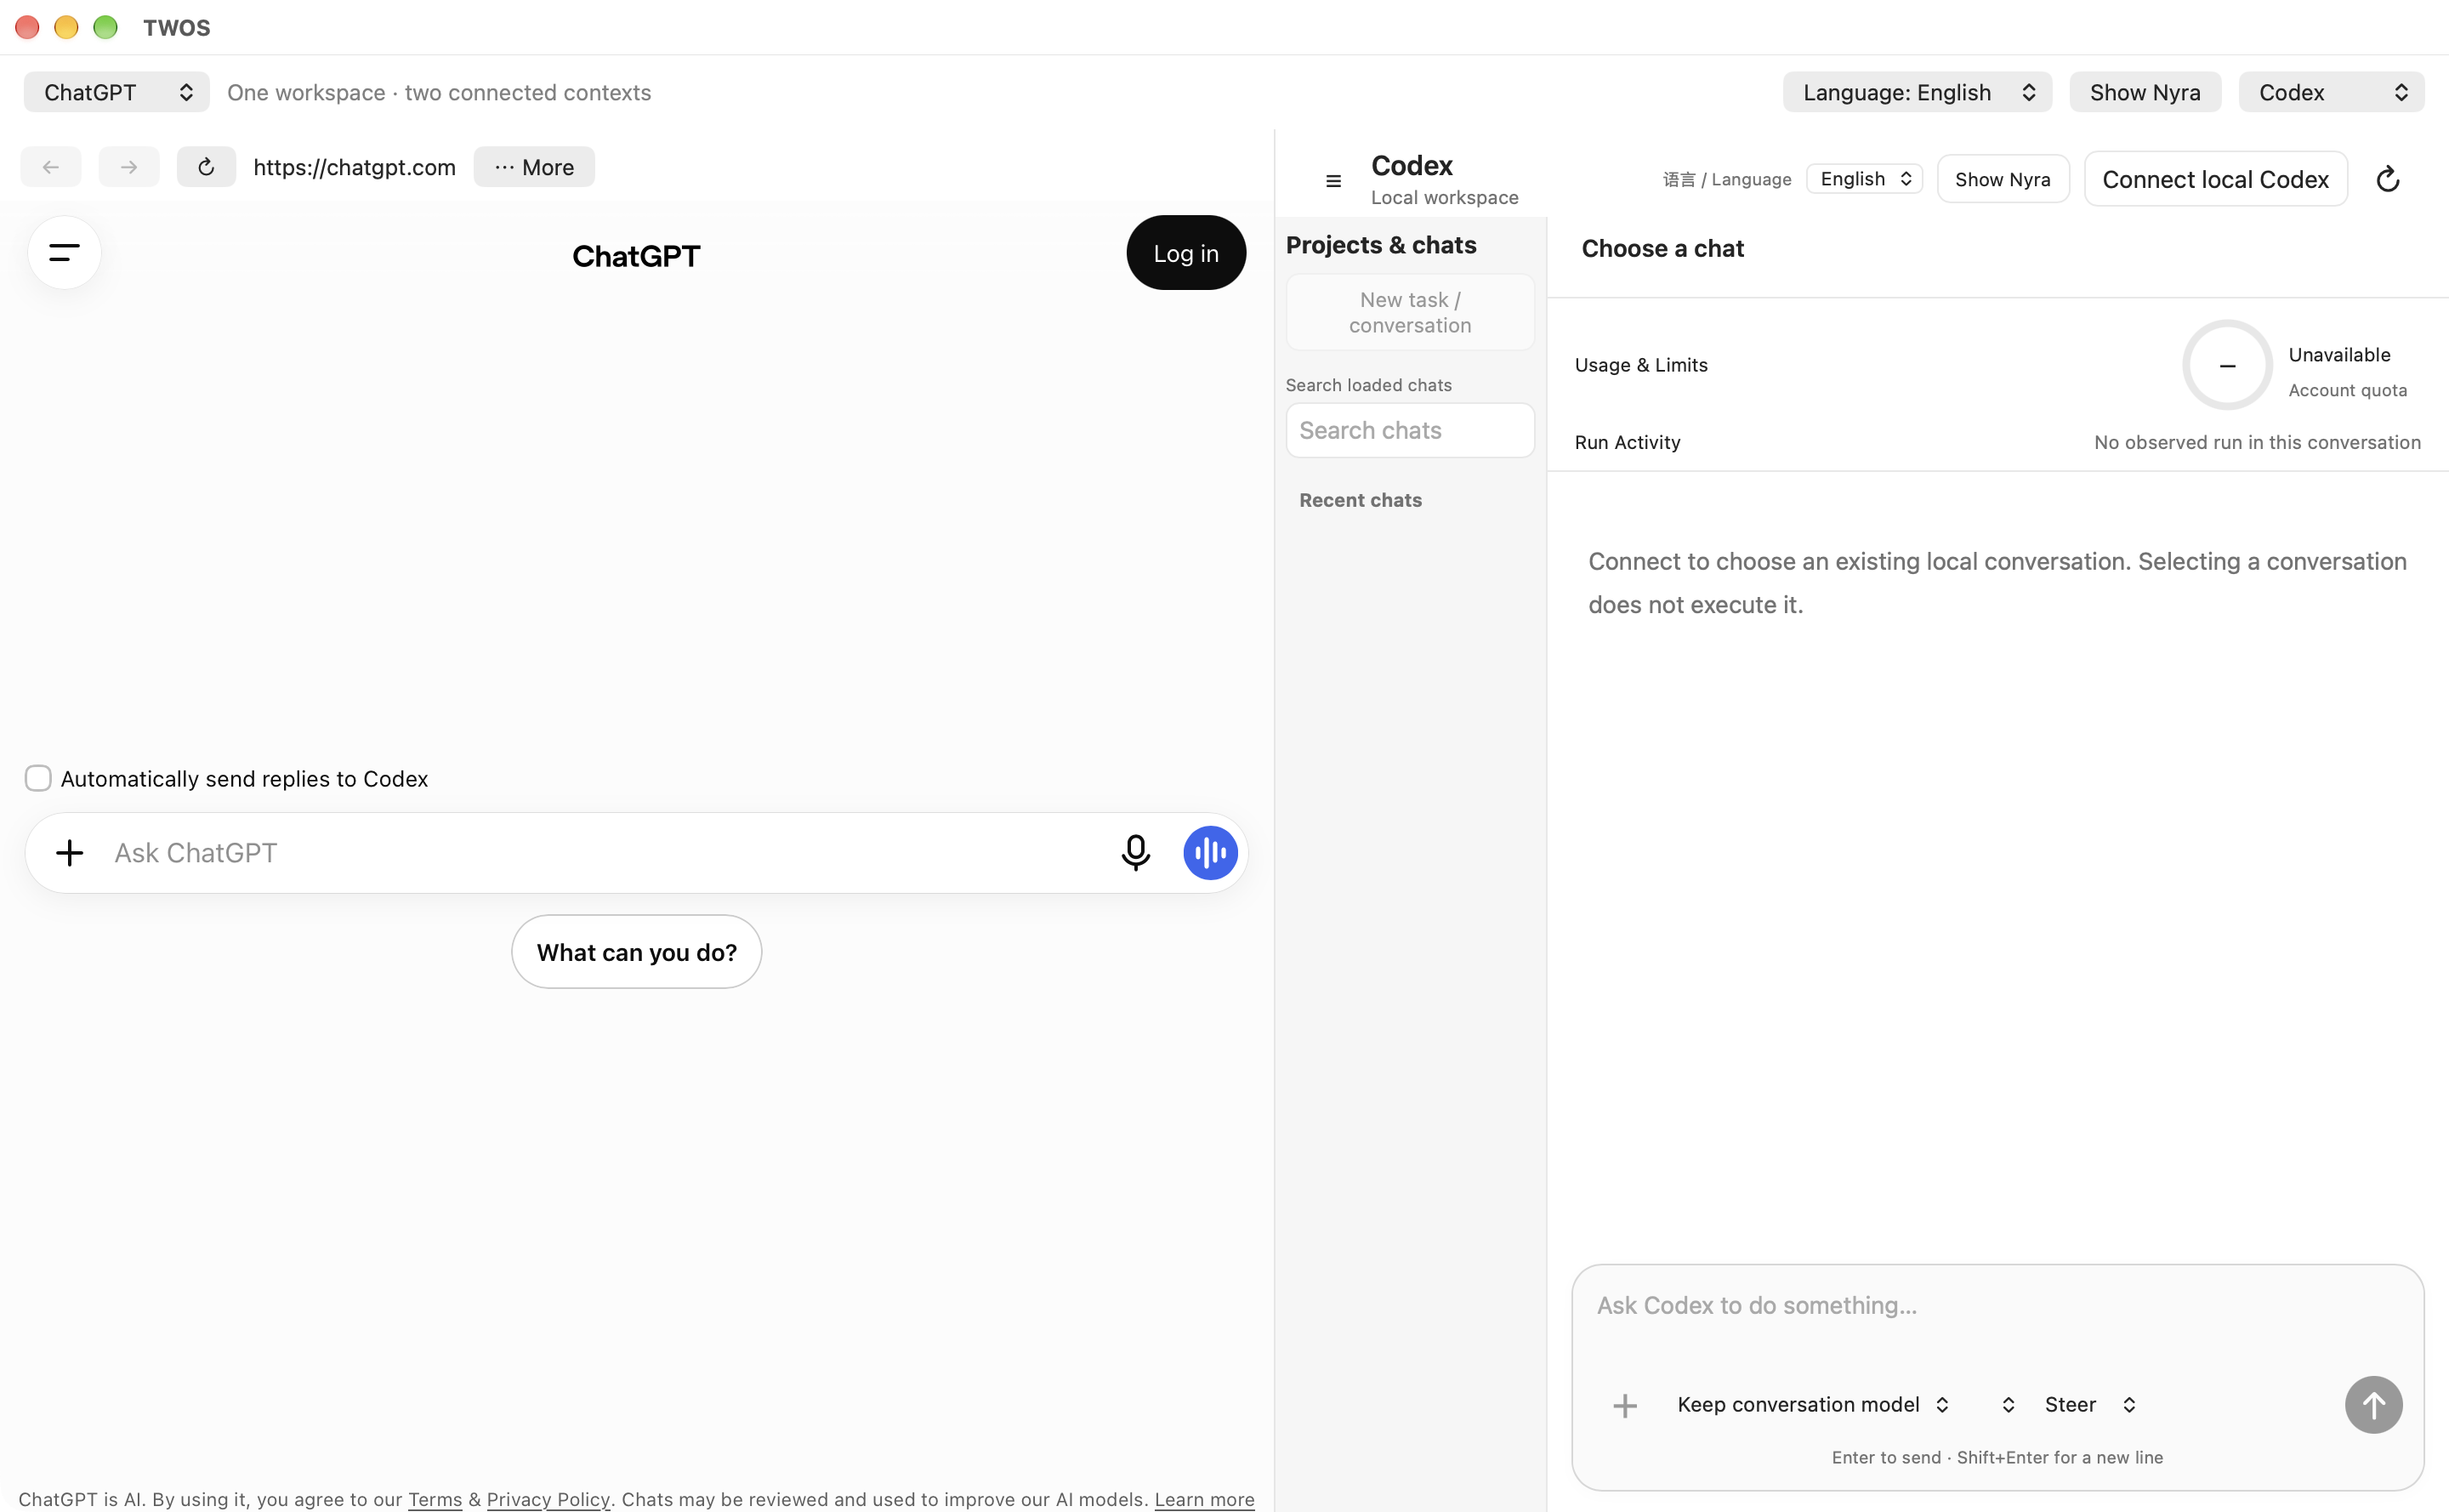 TWOS
ChatGPT
One workspace · two connected contexts
Language: English
Show Nyra
Codex
https://chatgpt.com
··· More
ChatGPT
Log in
Automatically send replies to Codex
Ask ChatGPT
What can you do?
ChatGPT is AI. By using it, you agree to our Terms & Privacy Policy. Chats may be reviewed and used to improve our AI models. Learn more
Codex
Local workspace
语言 / Language
English
Show Nyra
Connect local Codex
Projects & chats
New task /
conversation
Search loaded chats
Search chats
Recent chats
Choose a chat
Usage & Limits
–
Unavailable
Account quota
Run Activity
No observed run in this conversation
Connect to choose an existing local conversation. Selecting a conversation
does not execute it.
Ask Codex to do something...
Keep conversation model
Steer
Enter to send · Shift+Enter for a new line